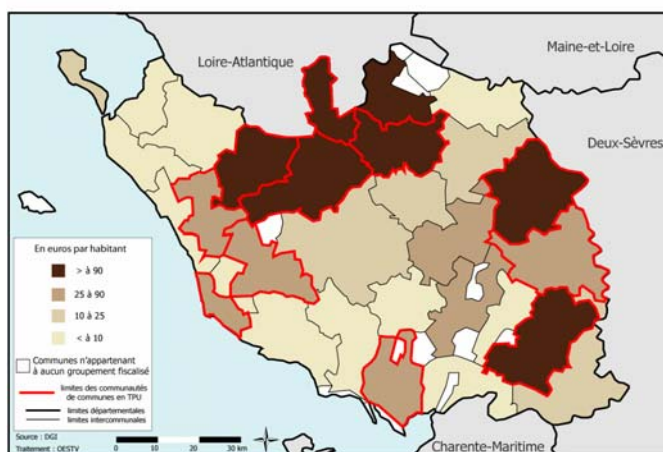 Loire-Atlantique
Maine-et-Loire
Deux-Sèvres
En euros par habitant
> à 90
25 à 90
10 à 25
< à 10
Communes n'appartenant
à aucun groupement fiscalisé
limites des communautés
de communes en TPU
limites départementales
limites intercommunales
Source : DGI
Traitement : OESTV
0 10 20 30 km
Charente-Maritime